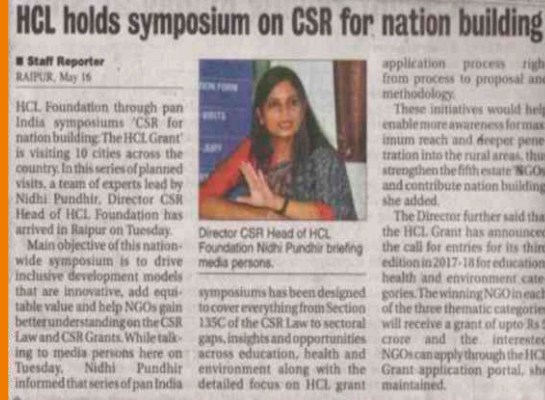 HCL holds symposium on CSR for nation building
■ Staff Reporter
RAIPUR, May 16
HCL Foundation through pan
India symposiums 'CSR for
nation building: The HCL Grant'
is visiting 10 cities across the
country. In this series of planned
visits, a team of experts lead by
Nidhi Pundhir, Director CSR
Head of HCL Foundation has
arrived in Raipur on Tuesday.
Main objective of this nation-
wide symposium is to drive
inclusive development models
that are innovative, add equi-
table value and help NGOs gain
better understanding on the CSR
Law and CSR Grants. While talk-
ing to media persons here on
Tuesday, Nidhi Pundhir
informed that series of pan India
ION FORM
VISITS
JURY
Director CSR Head of HCL
Foundation Nidhi Pundhir briefing
media persons.
symposiums has been designed
to cover everything from Section
135C of the CSR Law to sectoral
gaps, insights and opportunities
across education, health and
environment along with the
detailed focus on HCL grant
application process righ
from process to proposal an
methodology.
These initiatives would help
enable more awareness for max
imum reach and deeper pene
tration into the rural areas, thu
strengthen the fifth estate 'NGOs
and contribute nation building
she added.
The Director further said tha
the HCL Grant has announced
the call for entries for its third
edition in 2017-18 for education
health and environment cate
gories. The winning NGO in each
of the three thematic categorie
will receive a grant of upto Rs 5
crore and the interested
NGOs can apply through the HCL
Grant application portal, she
maintained.